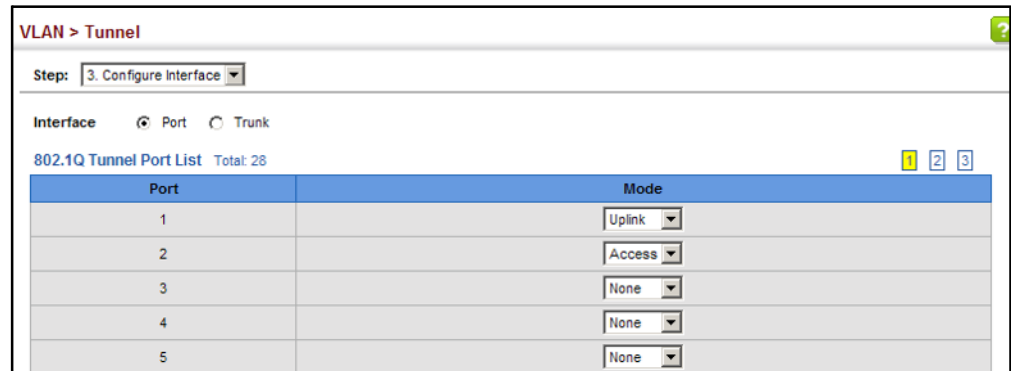 VLAN > Tunnel
?
Step: 3. Configure Interface
Interface Port Trunk
802.1Q Tunnel Port List Total: 28 1 2 3
Port Mode
1 Uplink
2 Access
3 None
4 None
5 None